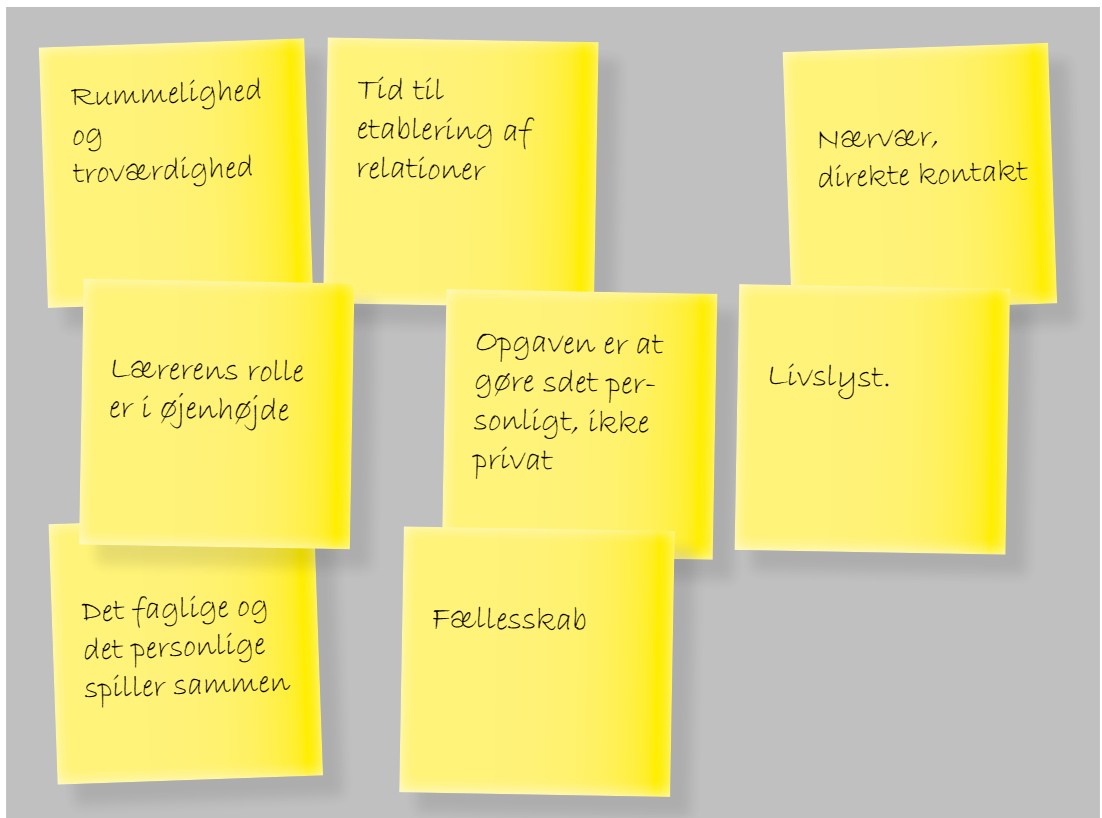 Rummelighed
og
troværdighed
Tid til
etablering af
relationer
Nærvær,
direkte kontakt
Lærerens rolle
er i øjenhøjde
Opgaven er at
gøre sdet per-
sonligt, ikke
privat
Livslyst.
Det faglige og
det personlige
spiller sammen
Fællesskab